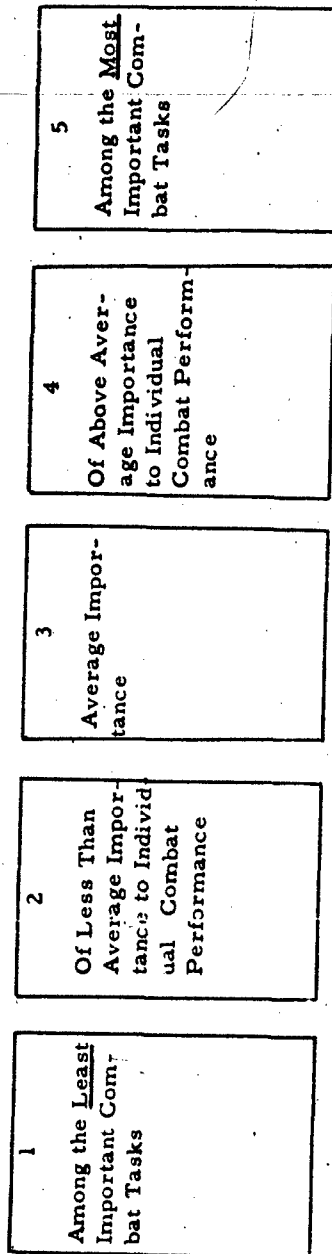 1
Among the Least
Important Com-
bat Tasks
2
Of Less Than
Average Impor-
tance to Individ-
ual Combat
Performance
3
Average Impor-
tance
4
Of Above Aver-
age Importance
to Individual
Combat Perform-
ance
5
Among the Most
Important Com-
bat Tasks